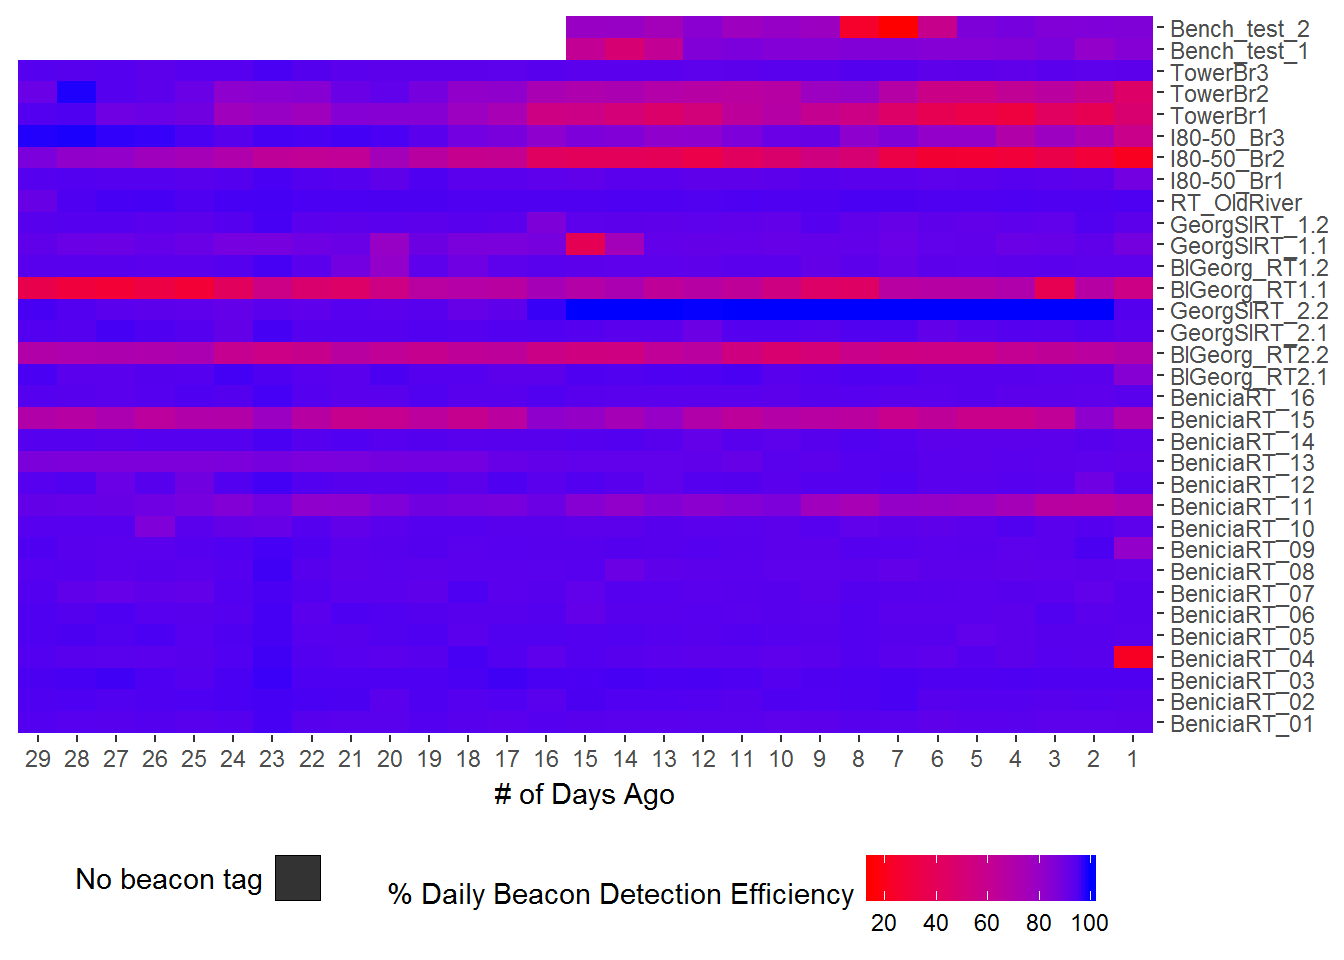 Bench_test_2
Bench_test_1
TowerBr3
TowerBr2
TowerBr1
I80-50_Br3
I80-50_Br2
I80-50_Br1
RT_OldRiver
GeorgSlRT_1.2
GeorgSlRT_1.1
BlGeorg_RT1.2
BlGeorg_RT1.1
GeorgSlRT_2.2
GeorgSlRT_2.1
BlGeorg_RT2.2
BlGeorg_RT2.1
BeniciaRT_16
BeniciaRT_15
BeniciaRT_14
BeniciaRT_13
BeniciaRT_12
BeniciaRT_11
BeniciaRT_10
BeniciaRT_09
BeniciaRT_08
BeniciaRT_07
BeniciaRT_06
BeniciaRT_05
BeniciaRT_04
BeniciaRT_03
BeniciaRT_02
BeniciaRT_01
29 28 27 26 25 24 23 22 21 20 19 18 17 16 15 14 13 12 11 10 9 8 7 6 5 4 3 2 1
# of Days Ago
No beacon tag
% Daily Beacon Detection Efficiency
20 40 60 80 100